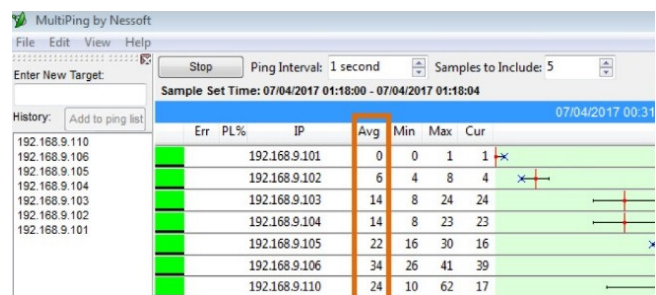 MultiPing by Nessoft
File Edit View Help
Enter New Target:
Stop Ping Interval: 1 second Samples to Include: 5
Sample Set Time: 07/04/2017 01:18:00 - 07/04/2017 01:18:04
History: Add to ping list
07/04/2017 00:31
192.168.9.110
192.168.9.106
192.168.9.105
192.168.9.104
192.168.9.103
192.168.9.102
192.168.9.101
Err PL% IP Avg Min Max Cur
192.168.9.101 0 0 1 1
192.168.9.102 6 4 8 4
192.168.9.103 14 8 24 24
192.168.9.104 14 8 23 23
192.168.9.105 22 16 30 16
192.168.9.106 34 26 41 39
192.168.9.110 24 10 62 17